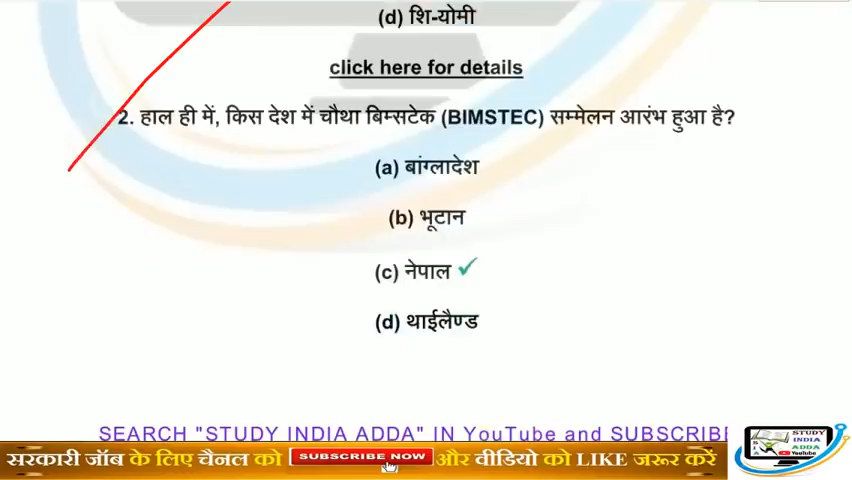 (d) शि-योमी
click here for details
2. हाल ही में, किस देश में चौथा बिम्सटेक (BIMSTEC) सम्मेलन आरंभ हुआ है?
(a) बांग्लादेश
(b) भूटान
(c) नेपाल ✓
(d) थाईलैण्ड
SEARCH "STUDY INDIA ADDA" IN YouTube and SUBSCRIBE
सरकारी जॉब के लिए चैनल को SUBSCRIBE NOW और वीडियो को LIKE जरूर करें
STUDY
INDIA
ADDA
YouTube